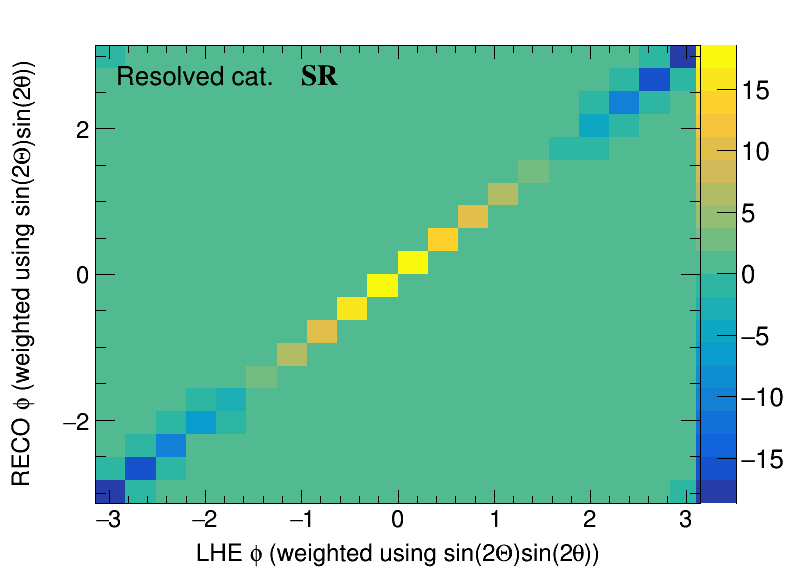 Resolved cat. SR
RECO ϕ (weighted using sin(2Θ)sin(2θ))
2
0
−2
−3 −2 −1 0 1 2 3
LHE ϕ (weighted using sin(2Θ)sin(2θ))
15
10
5
0
−5
−10
−15